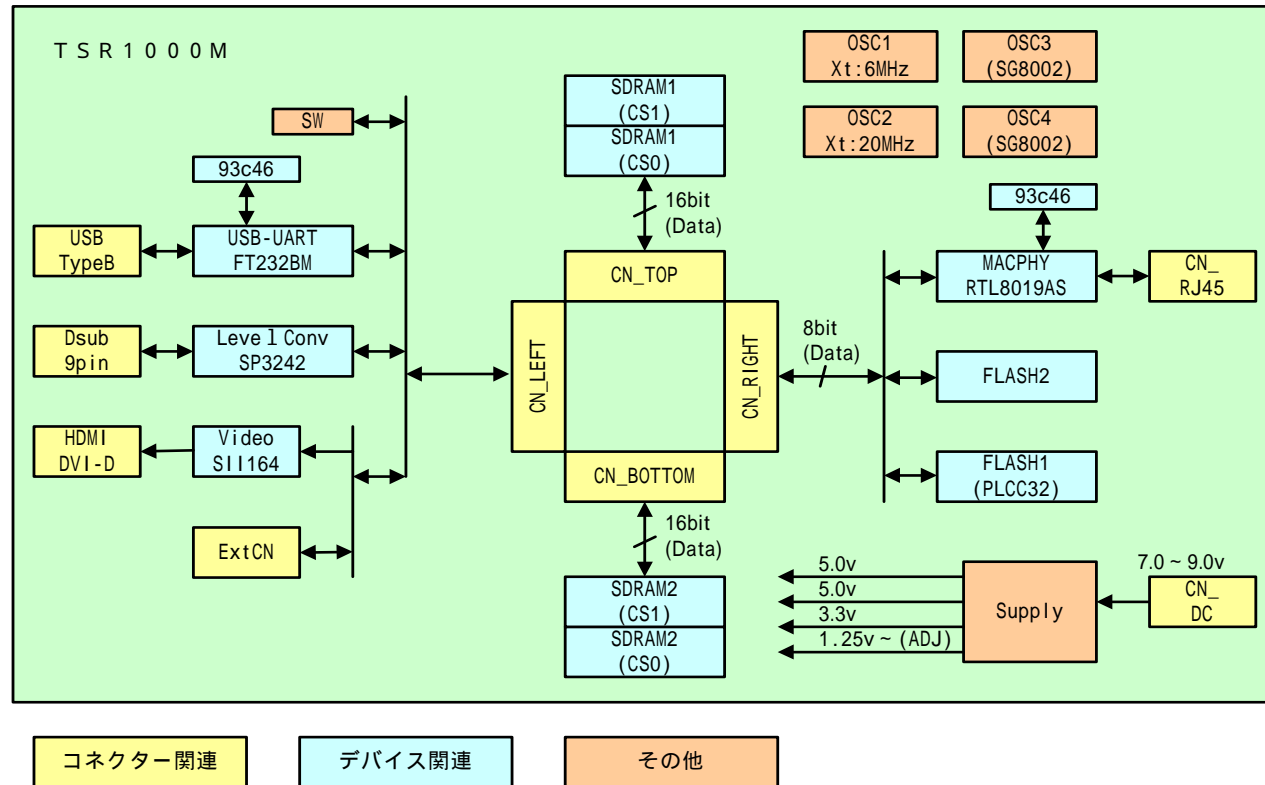 ＴＳＲ１０００Ｍ
OSC1
Xt:6MHz
OSC3
(SG8002)
OSC2
Xt:20MHz
OSC4
(SG8002)
SDRAM1
(CS1)
SDRAM1
(CS0)
16bit
(Data)
SW
93c46
USB
TypeB
USB-UART
FT232BM
Dsub
9pin
Level Conv
SP3242
HDMI
DVI-D
Video
SII164
ExtCN
CN_TOP
CN_LEFT
CN_RIGHT
CN_BOTTOM
8bit
(Data)
93c46
MACPHY
RTL8019AS
CN_
RJ45
FLASH2
FLASH1
(PLCC32)
16bit
(Data)
SDRAM2
(CS1)
SDRAM2
(CS0)
5.0v
5.0v
3.3v
1.25v~(ADJ)
Supply
7.0~9.0v
CN_
DC
コネクター関連
デバイス関連
その他